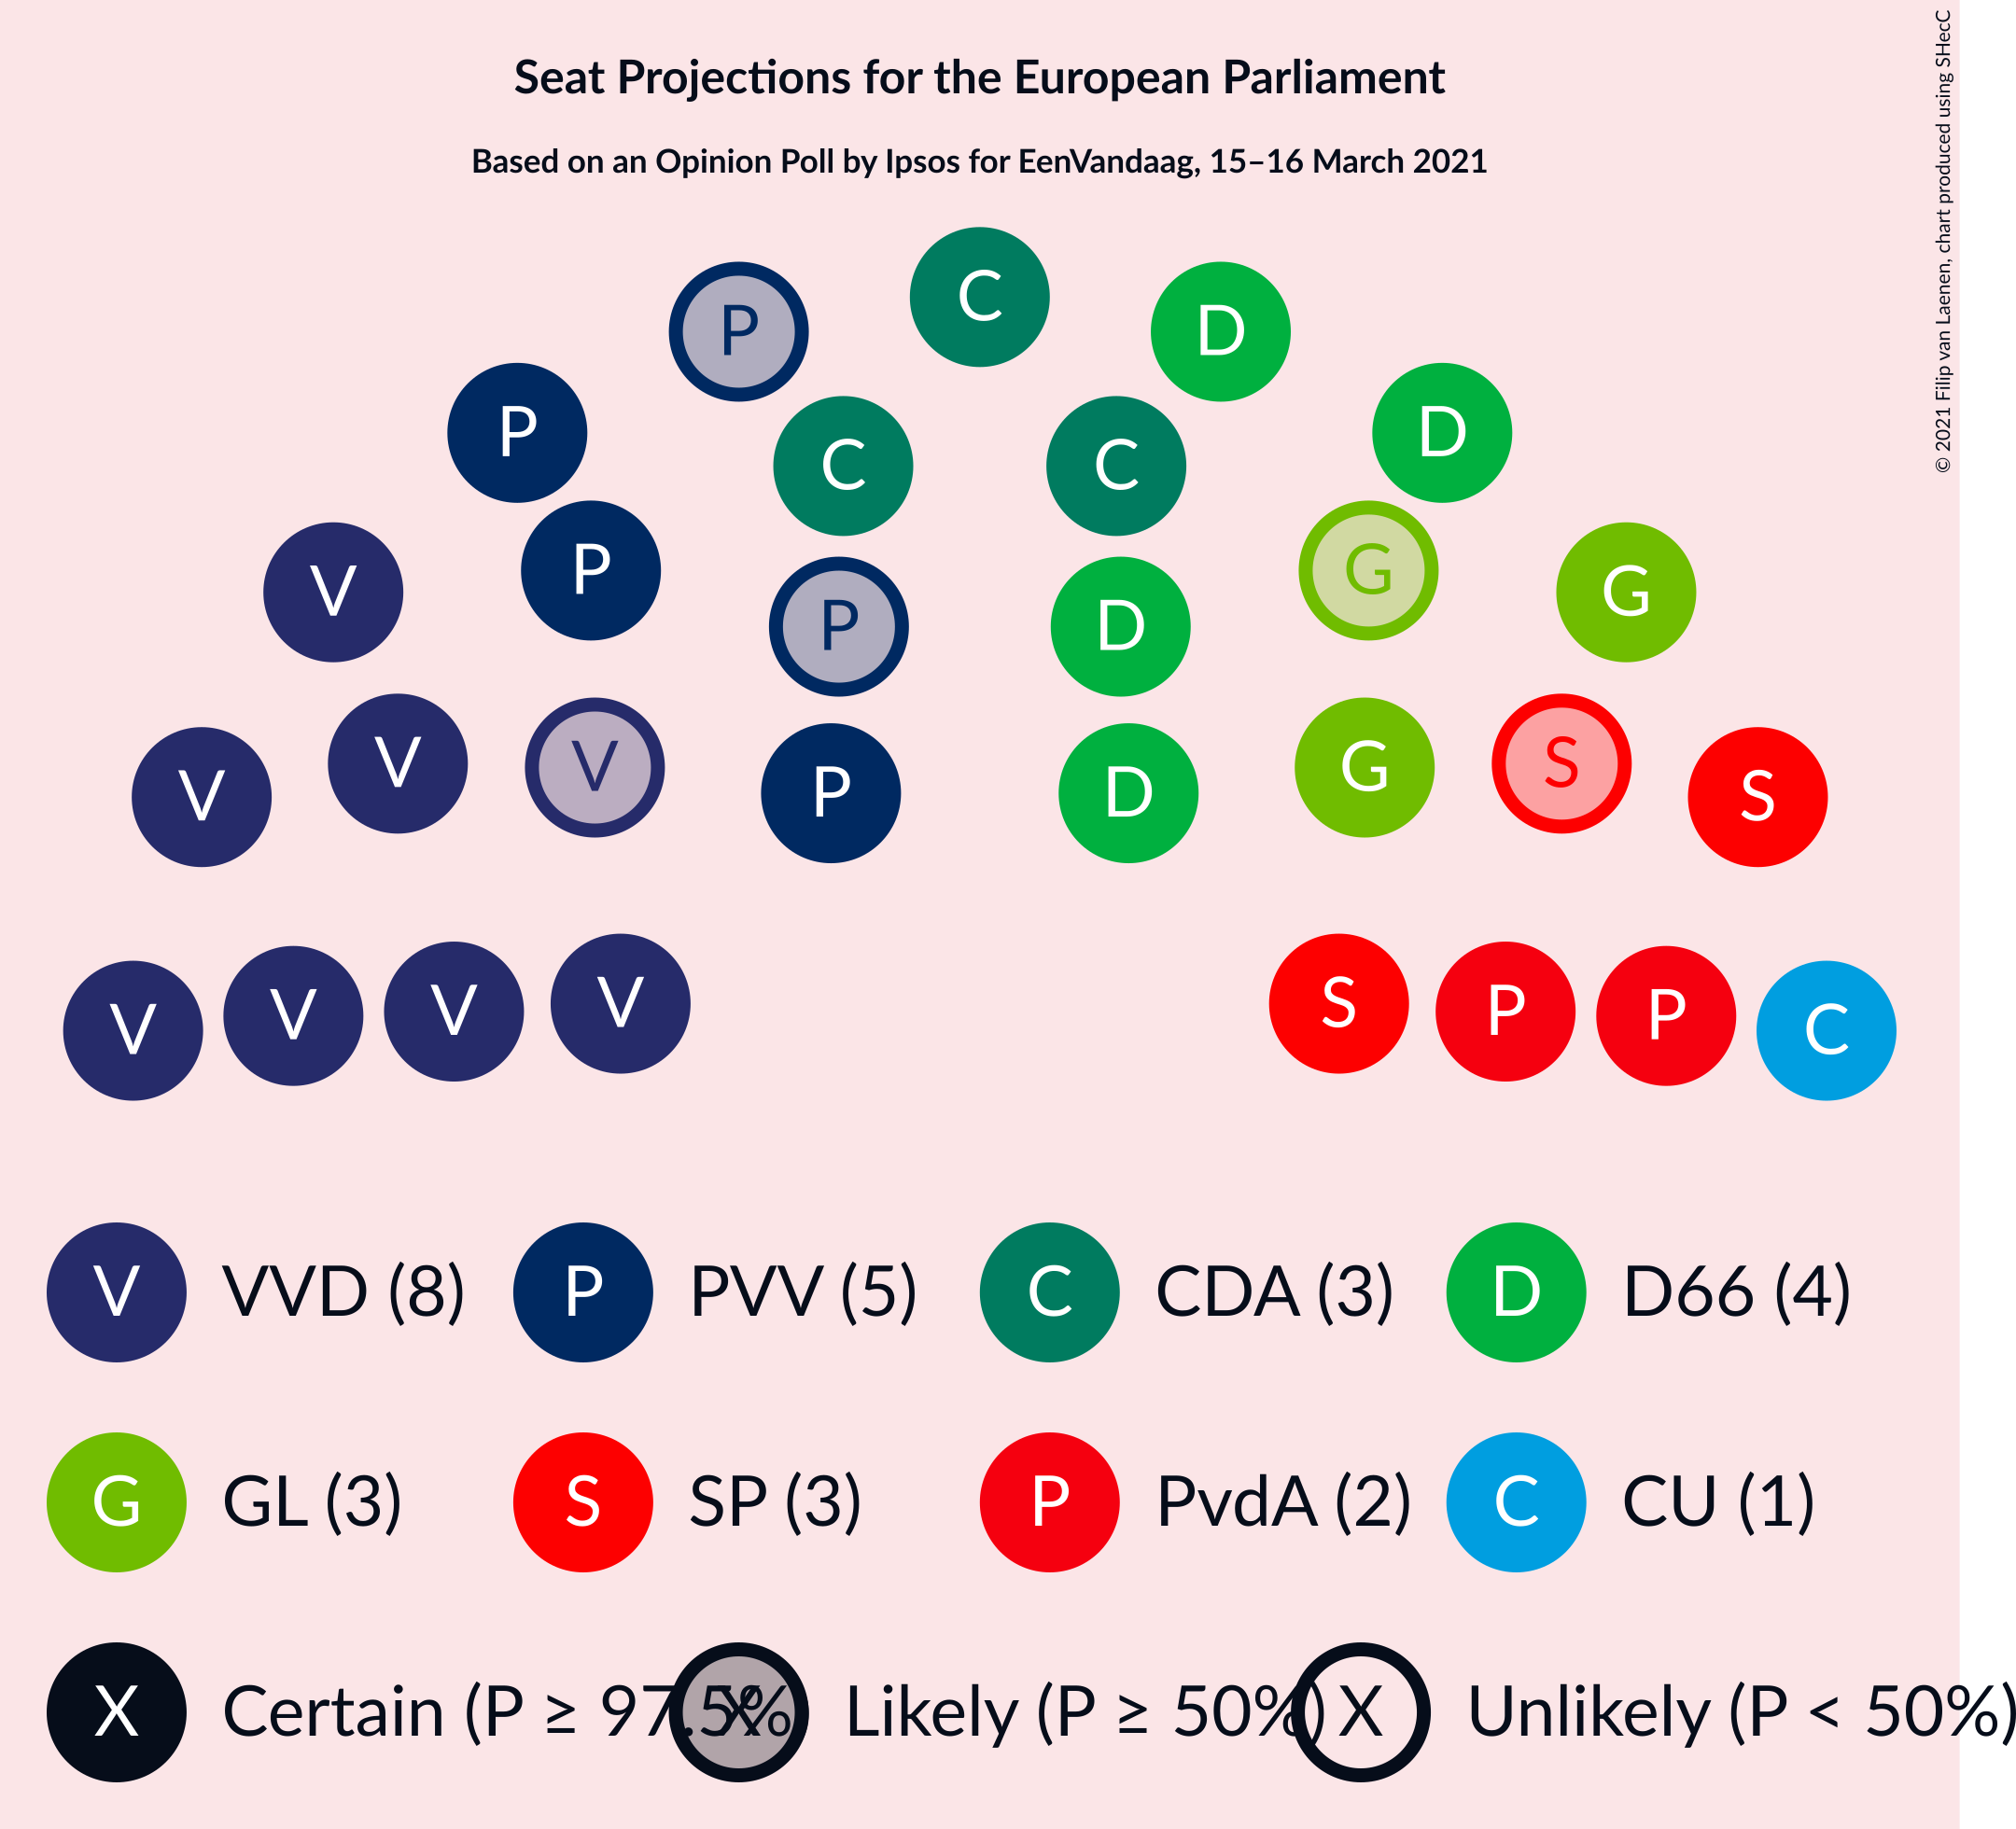 Seat Projections for the European Parliament
Based on an Opinion Poll by Ipsos for EenVandaag, 15–16 March 2021
© 2021 Filip van Laenen, chart produced using SHecC
C
P D
P D
C C
P G
V G
P D
V S
V V G
V P D S
V S
V V P P
V C
V VVD (8) P PVV (5) C CDA (3) D D66 (4)
G GL (3) S SP (3) P PvdA (2) C CU (1)
X Certain (P ≥ 97.5% X Likely (P ≥ 50%) X Unlikely (P < 50%)